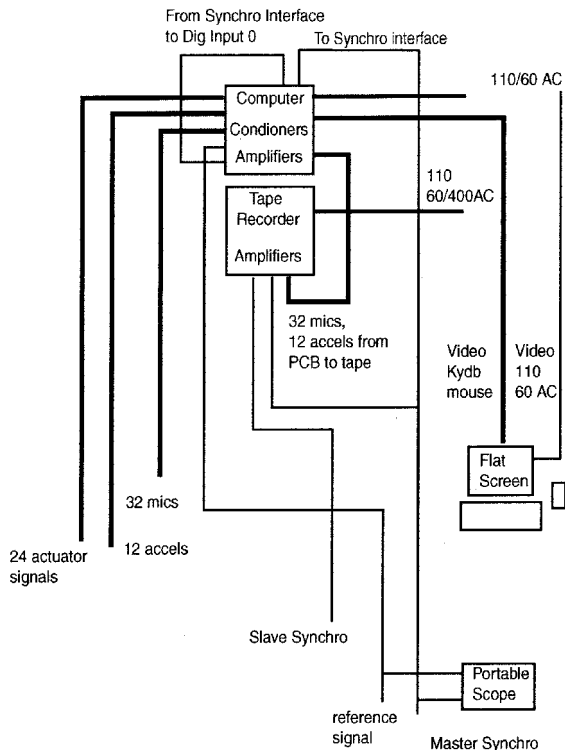 From Synchro Interface
to Dig Input 0
To Synchro interface
110/60 AC
Computer
Condioners
Amplifiers
110
60/400AC
Tape
Recorder
Amplifiers
32 mics,
12 accels from
PCB to tape
Video
Kydb
mouse
Video
110
60 AC
Flat
Screen
32 mics
12 accels
24 actuator
signals
Slave Synchro
Portable
Scope
reference
signal
Master Synchro